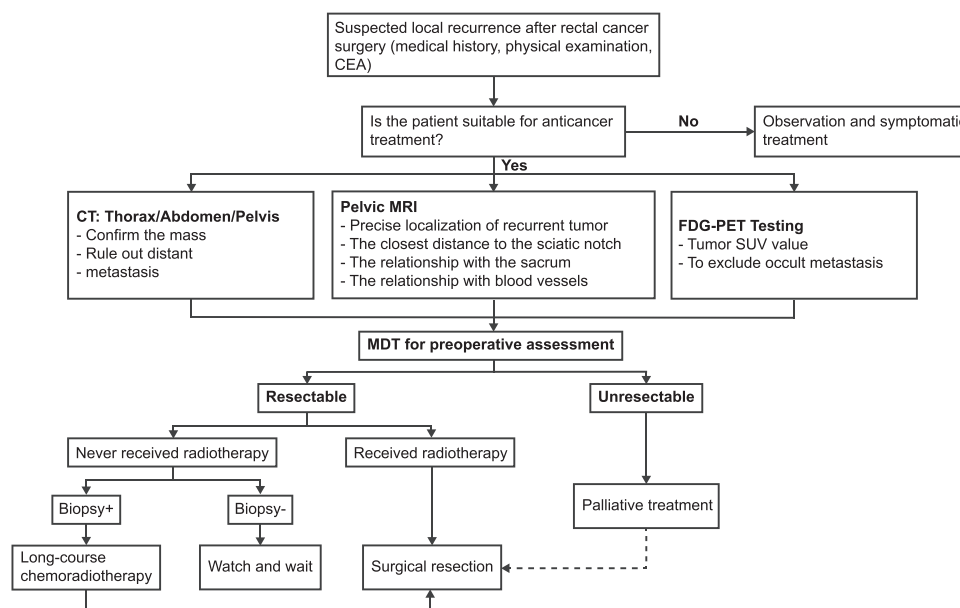 Suspected local recurrence after rectal cancer
surgery (medical history, physical examination,
CEA)
Is the patient suitable for anticancer
treatment?
No
Observation and
treatment
Yes
CT: Thorax/Abdomen/Pelvis
- Confirm the mass
- Rule out distant
- metastasis
Pelvic MRI
- Precise localization of recurrent tumor
- The closest distance to the sciatic notch
- The relationship with the sacrum
- The relationship with blood vessels
FDG-PET Testing
- Tumor SUV value
- To exclude occult metastasis
MDT for preoperative assessment
Resectable
Unresectable
Never received radiotherapy
Received radiotherapy
Biopsy+
Biopsy-
Palliative treatment
Long-course
chemoradiotherapy
Watch and wait
Surgical resection